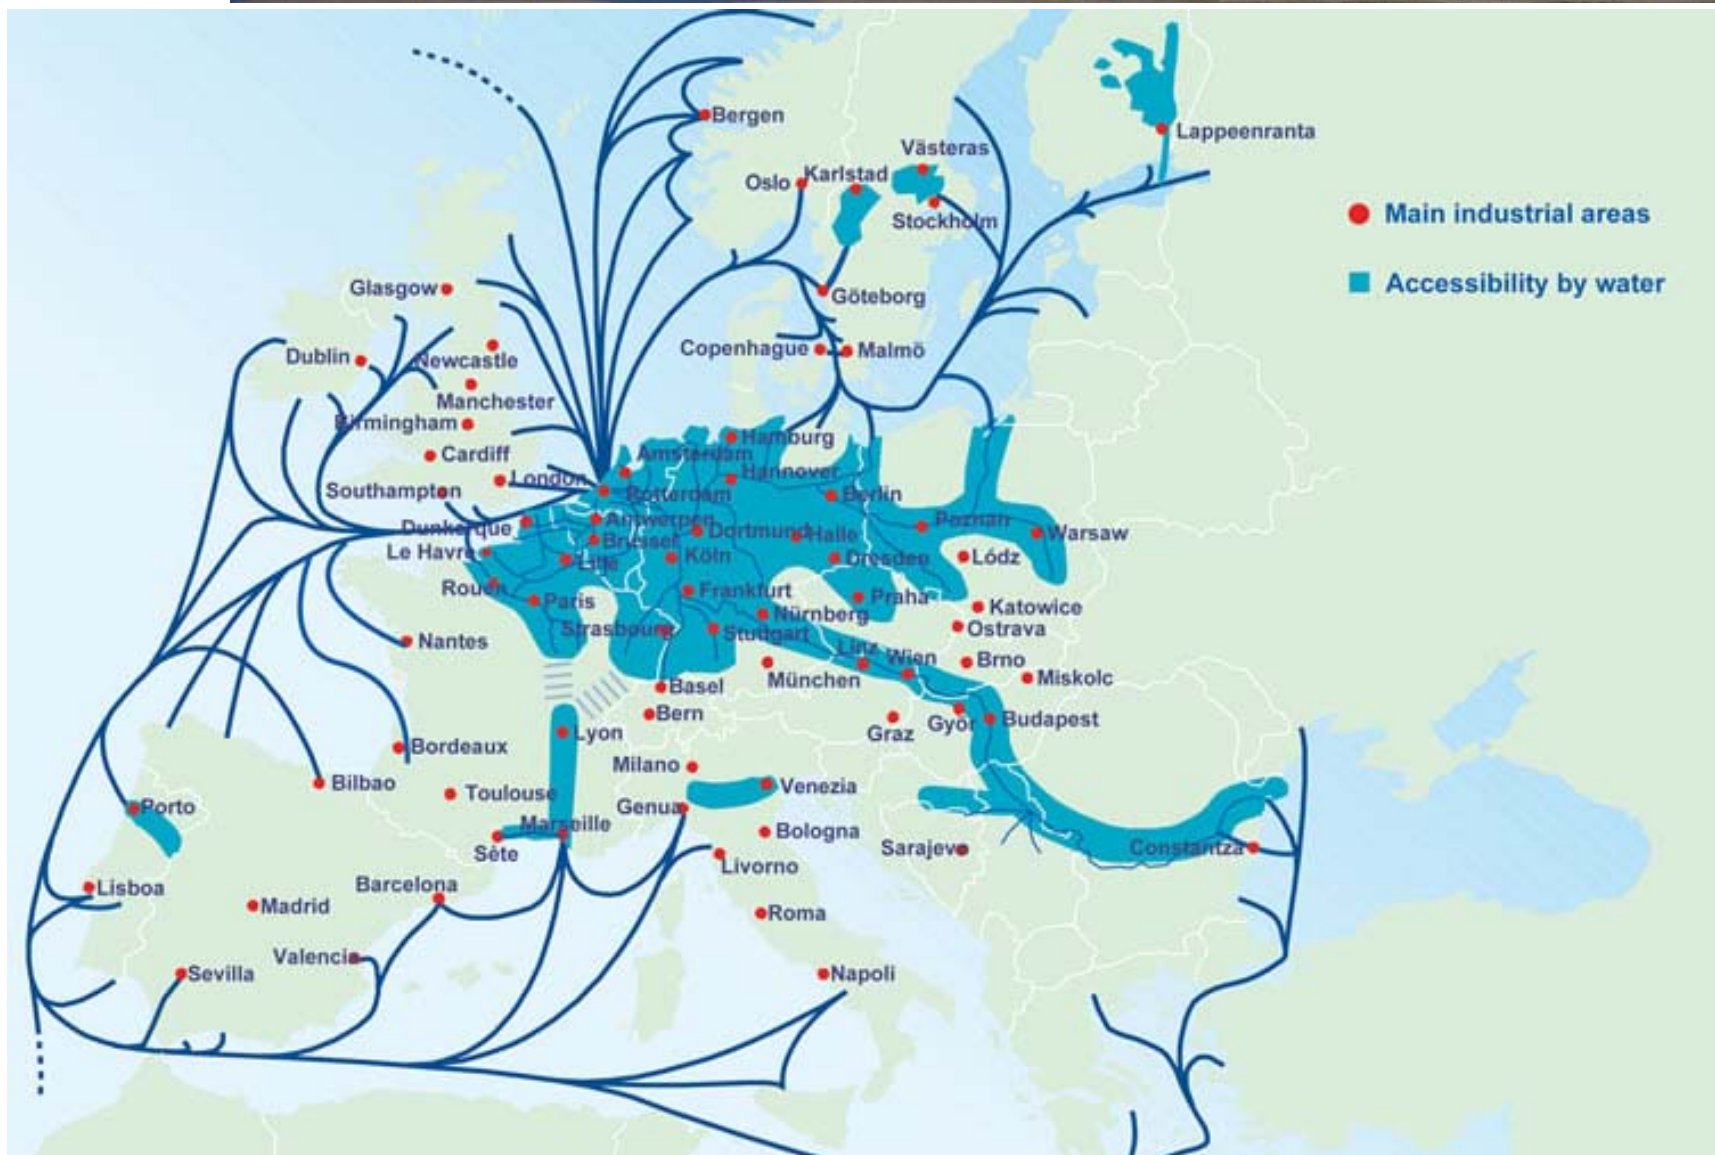 Bergen
Lappeenranta
Västeras
Oslo
Karlstad
Stockholm
Main industrial areas
Accessibility by water
Glasgow
Göteborg
Dublin
Newcastle
Copenhague
Malmö
Manchester
Birmingham
Hamburg
Cardiff
Amsterdam
London
Hannover
Southampton
Rotterdam
Berlin
Dunkerque
Antwerpen
Dortmund
Halle
Poznan
Warsaw
Le Havre
Brussel
Lille
Köln
Dresden
Lódz
Rouen
Paris
Frankfurt
Praha
Katowice
Nürnberg
Ostrava
Nantes
Strasbourg
Stuttgart
Linz
Wien
Brno
München
Miskolc
Basel
Bern
Györ
Budapest
Graz
Lyon
Bordeaux
Milano
Bilbao
Toulouse
Venezia
Porto
Genua
Marseille
Bologna
Sète
Sarajevo
Constantza
Livorno
Lisboa
Barcelona
Madrid
Roma
Valencia
Sevilla
Napoli